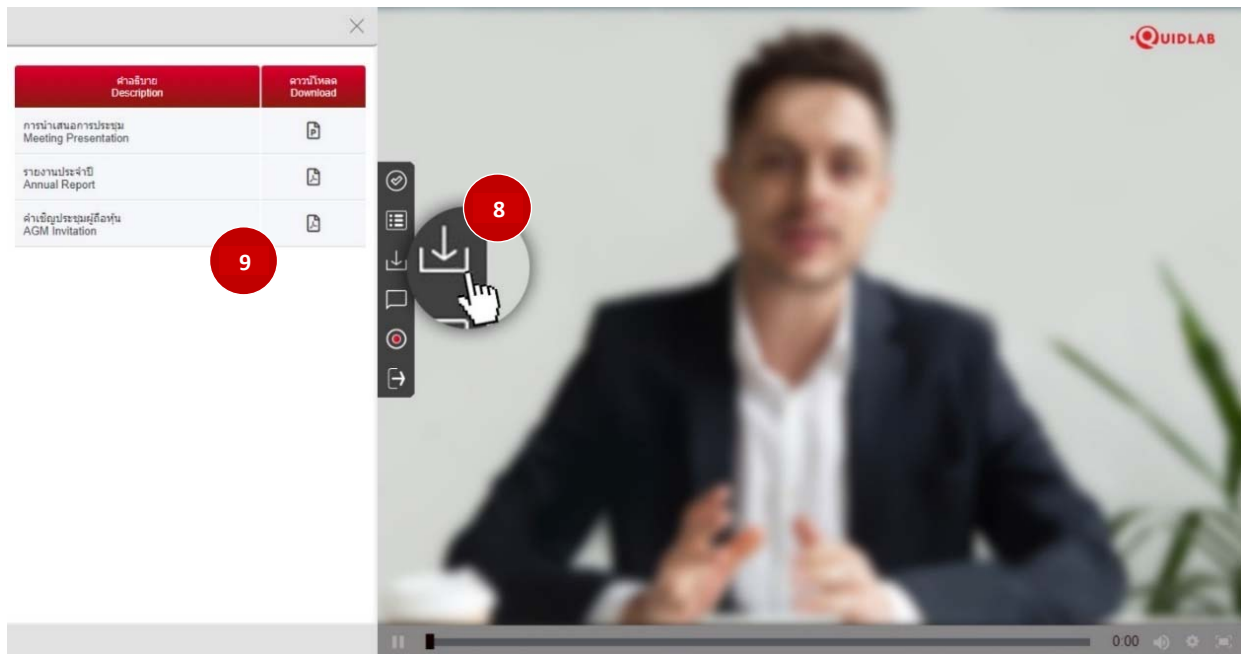 QUIDLAB
คำอธิบาย
Description
ดาวน์โหลด
Download
การนำเสนอการประชุม
Meeting Presentation
รายงานประจำปี
Annual Report
คำเชิญประชุมผู้ถือหุ้น
AGM Invitation
8
9
0:00